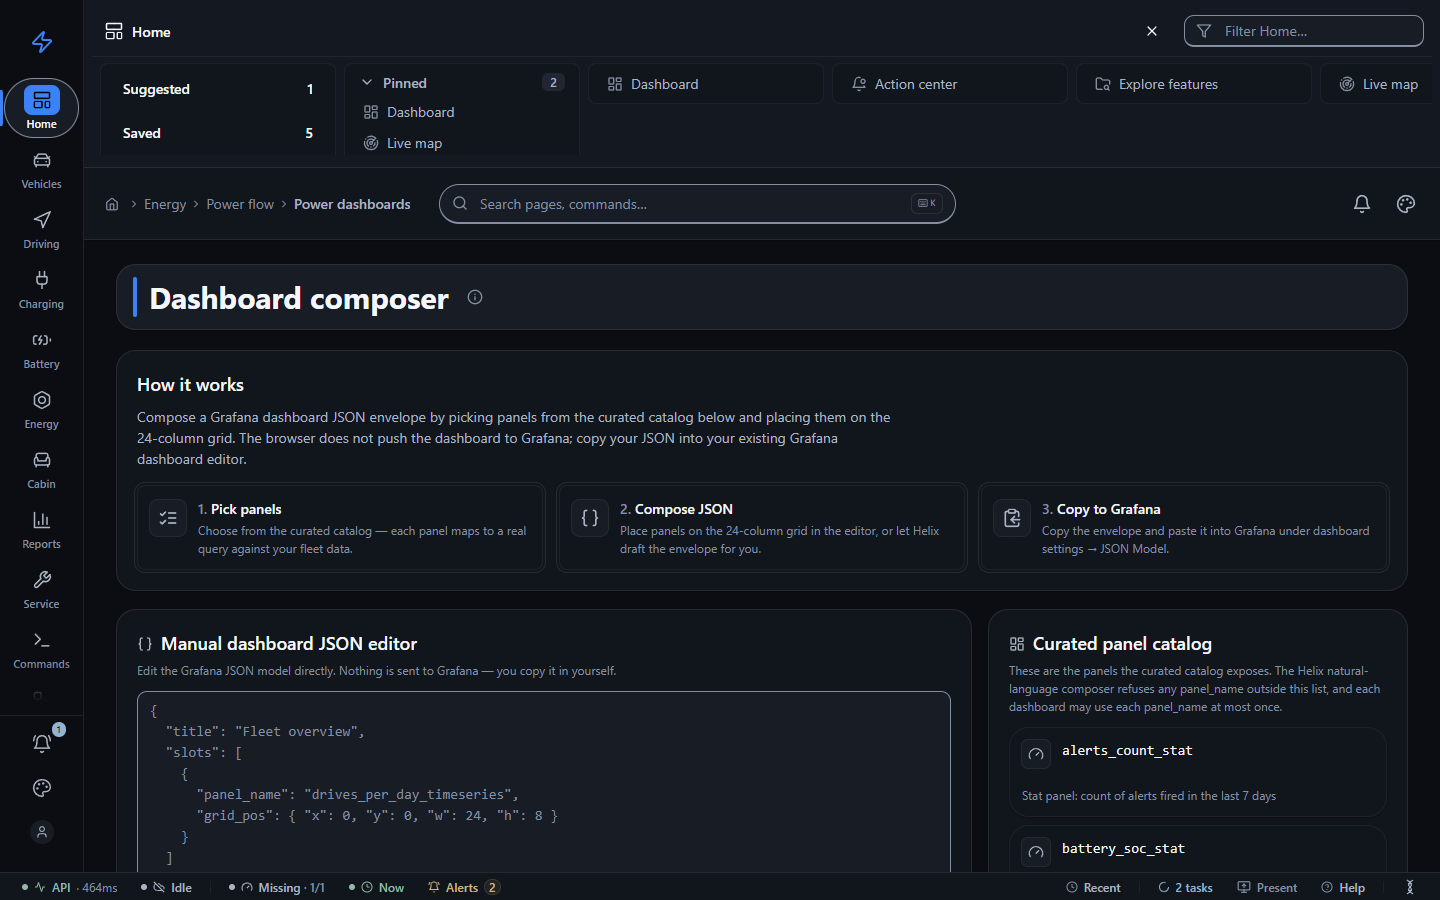 Home
Filter Home...
Suggested 1
Saved 5
Pinned 2
Dashboard
Live map
Dashboard
Action center
Explore features
Live map
Home
Vehicles
Driving
Charging
Battery
Energy
Cabin
Reports
Service
Commands
1
Energy > Power flow > Power dashboards
Search pages, commands...
K
Dashboard composer
How it works
Compose a Grafana dashboard JSON envelope by picking panels from the curated catalog below and placing them on the
24-column grid. The browser does not push the dashboard to Grafana; copy your JSON into your existing Grafana
dashboard editor.
1. Pick panels
Choose from the curated catalog — each panel maps to a real
query against your fleet data.
2. Compose JSON
Place panels on the 24-column grid in the editor, or let Helix
draft the envelope for you.
3. Copy to Grafana
Copy the envelope and paste it into Grafana under dashboard
settings → JSON Model.
Manual dashboard JSON editor
Edit the Grafana JSON model directly. Nothing is sent to Grafana — you copy it in yourself.
{
"title": "Fleet overview",
"slots": [
{
"panel_name": "drives_per_day_timeseries",
"grid_pos": { "x": 0, "y": 0, "w": 24, "h": 8 }
}
]
Curated panel catalog
These are the panels the curated catalog exposes. The Helix natural-
language composer refuses any panel_name outside this list, and each
dashboard may use each panel_name at most once.
alerts_count_stat
Stat panel: count of alerts fired in the last 7 days
battery_soc_stat
API · 464ms
Idle
Missing · 1/1
Now
Alerts 2
Recent
2 tasks
Present
Help